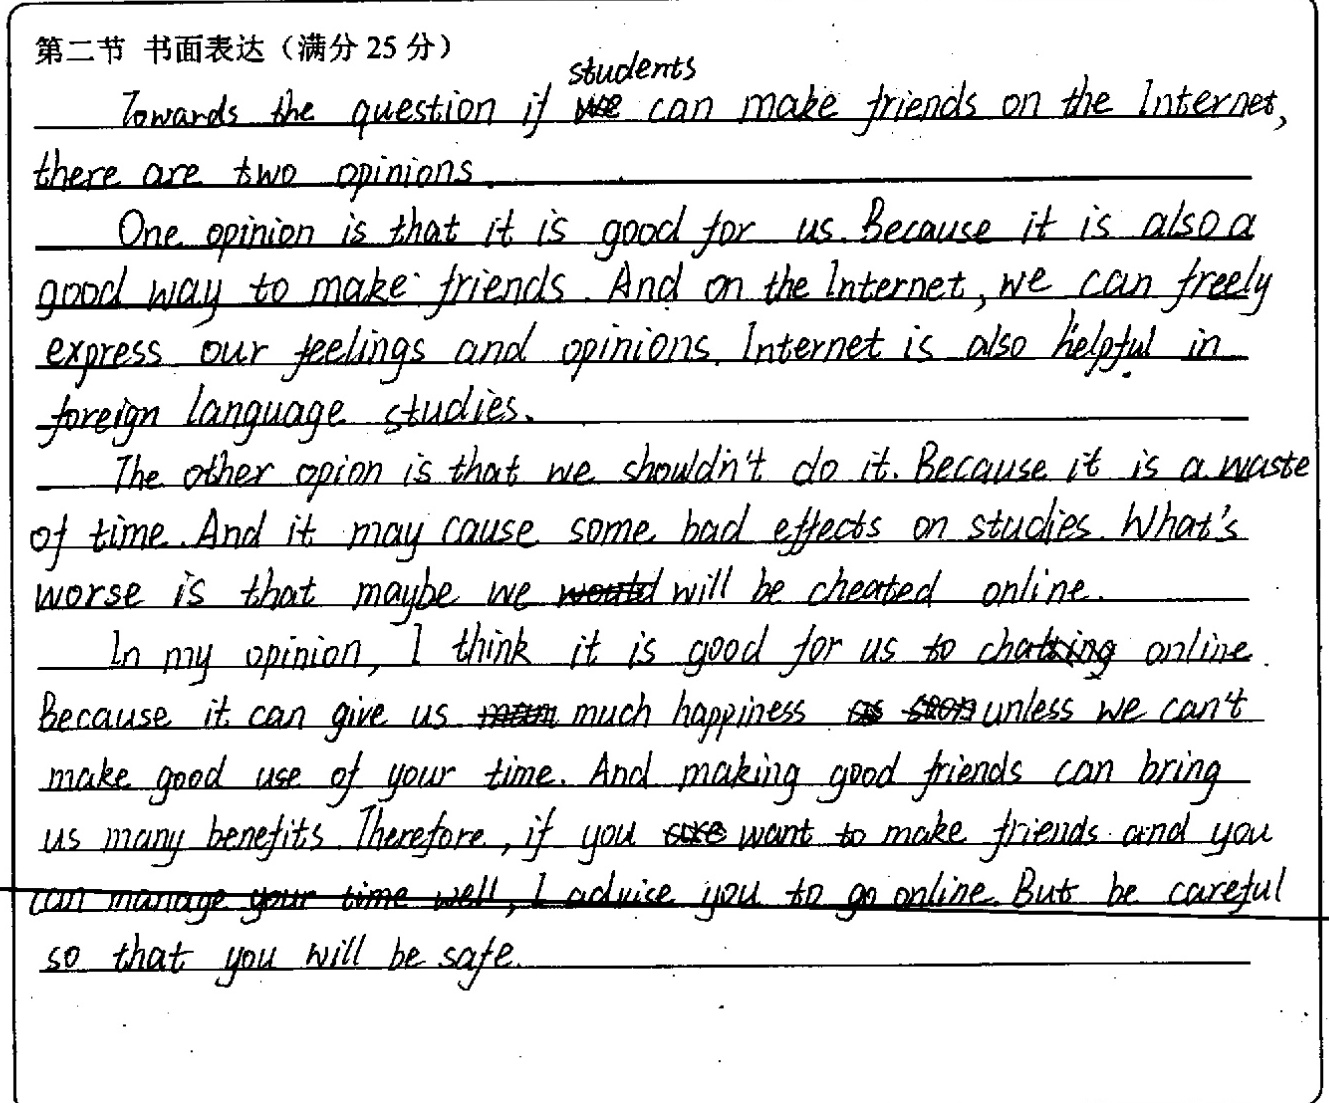 第二节 书面表达（满分 25 分）
students
Towards the question if can make friends on the Internet,
there are two opinions.
One opinion is that it is good for us. Because it is also a
good way to make friends. And on the Internet, we can freely
express our feelings and opinions. Internet is also helpful in
foreign language studies.
The other opion is that we shouldn't do it. Because it is a waste
of time. And it may cause some bad effects on studies. What's
worse is that maybe we will be cheated online.
In my opinion, I think it is good for us to chat online.
Because it can give us much happiness unless we can't
make good use of your time. And making good friends can bring
us many benefits. Therefore, if you want to make friends and you
can manage your time well, I advise you to go online. But be careful
so that you will be safe.